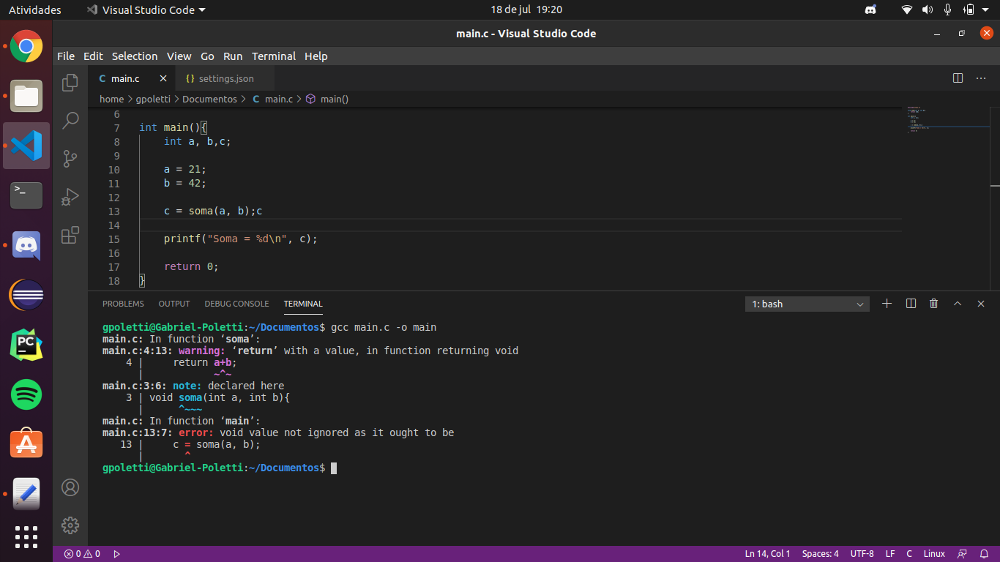 Atividades Visual Studio Code 18 de jul 19:20
main.c - Visual Studio Code
File Edit Selection View Go Run Terminal Help
C main.c {} settings.json
home > gpoletti > Documentos > C main.c > main()
6
7 int main(){
8 int a, b,c;
9
10 a = 21;
11 b = 42;
12
13 c = soma(a, b);c
14
15 printf("Soma = %d\n", c);
16
17 return 0;
18 }
PROBLEMS OUTPUT DEBUG CONSOLE TERMINAL 1: bash
gpoletti@Gabriel-Poletti:~/Documentos$ gcc main.c -o main
main.c: In function ‘soma’:
main.c:4:13: warning: ‘return’ with a value, in function returning void
4 | return a+b;
| ~^~
main.c:3:6: note: declared here
3 | void soma(int a, int b){
| ^~~~
main.c: In function ‘main’:
main.c:13:7: error: void value not ignored as it ought to be
13 | c = soma(a, b);
| ^
gpoletti@Gabriel-Poletti:~/Documentos$
0 0 Ln 14, Col 1 Spaces: 4 UTF-8 LF C Linux
>_
PC